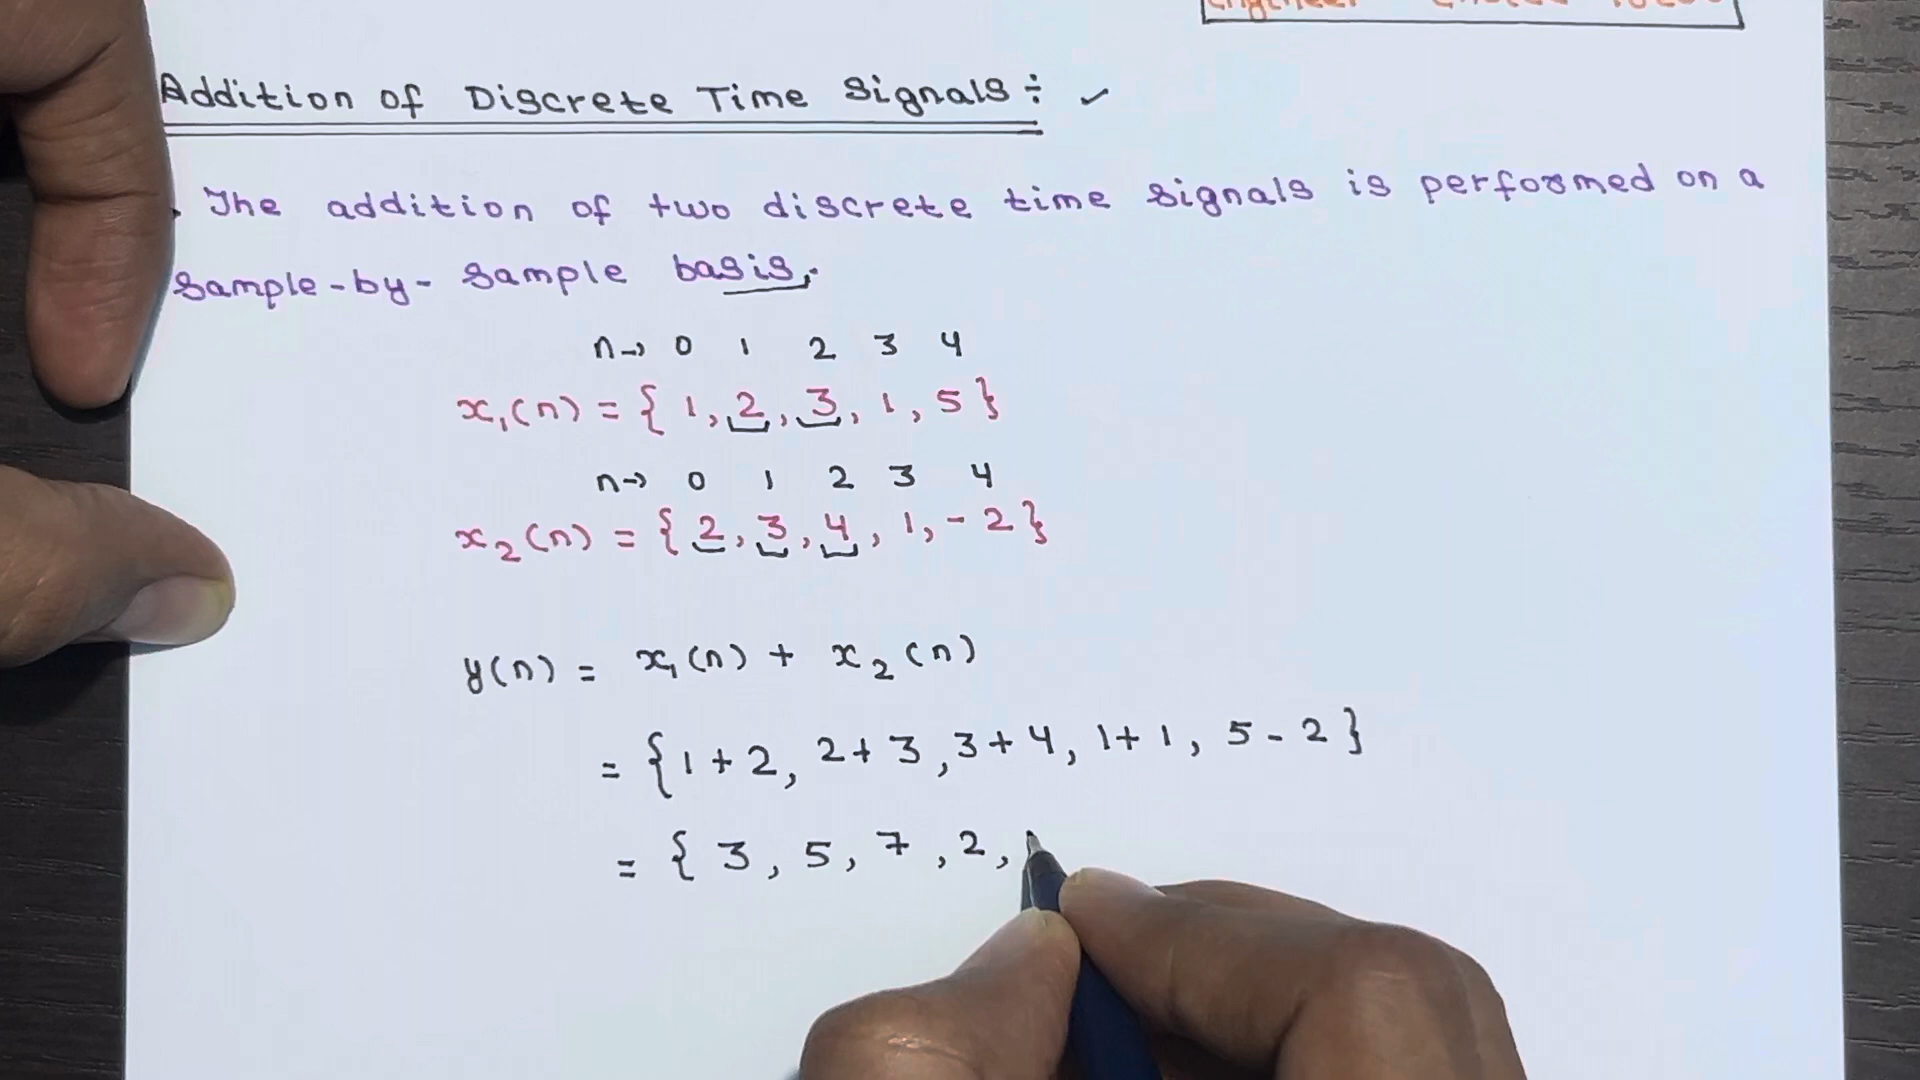 Engineer
Addition of Discrete Time Signals ÷ ✓
. The addition of two discrete time signals is performed on a
sample-by-sample basis.
n→ 0 1 2 3 4
x₁(n) = { 1, 2, 3, 1, 5 }
n→ 0 1 2 3 4
x₂(n) = { 2, 3, 4, 1, -2 }
y(n) = x₁(n) + x₂(n)
= { 1+2, 2+3, 3+4, 1+1, 5-2 }
= { 3, 5, 7, 2,